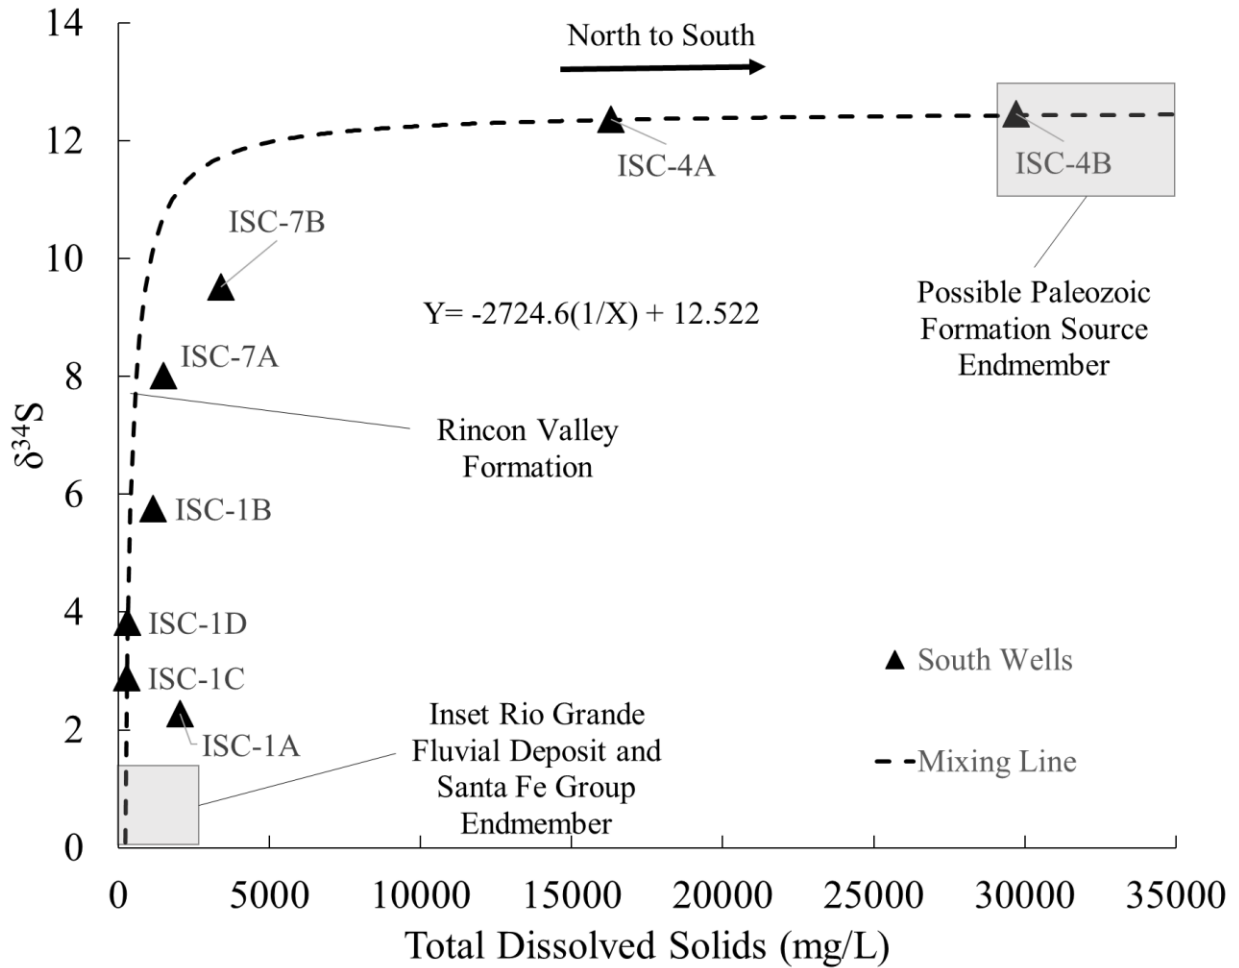 14
12
10
8
6
4
2
0
δ³⁴S
North to South
ISC-4A
ISC-4B
ISC-7B
Possible Paleozoic
Formation Source
Endmember
Y= -2724.6(1/X) + 12.522
ISC-7A
Rincon Valley
Formation
ISC-1B
ISC-1D
ISC-1C
ISC-1A
South Wells
Inset Rio Grande
Fluvial Deposit and
Santa Fe Group
Endmember
Mixing Line
0 5000 10000 15000 20000 25000 30000 35000
Total Dissolved Solids (mg/L)